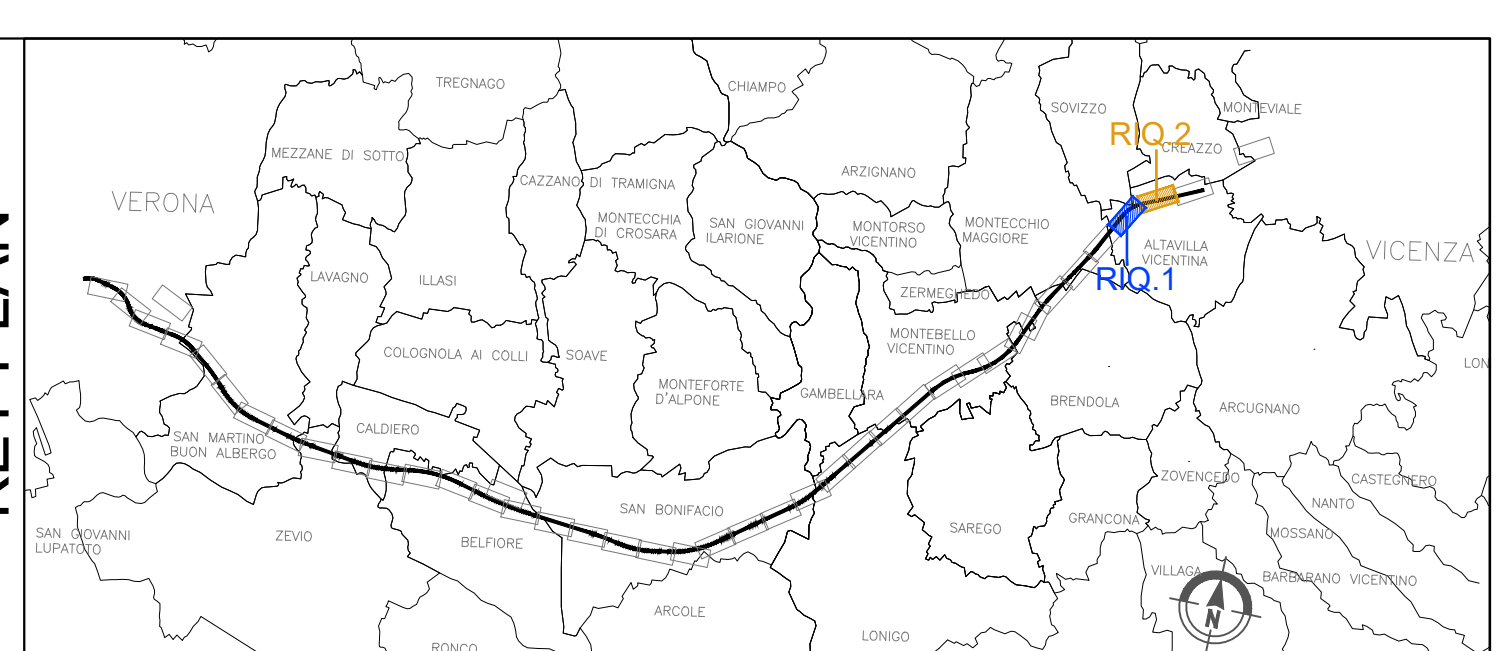 TREGNAGO
CHIAMPO
SOVIZZO
MONTEVIALE
RIQ.2
CREAZZO
MEZZANE DI SOTTO
ARZIGNANO
CAZZANO DI TRAMIGNA
VERONA
MONTECCHIA
DI CROSARA
SAN GIOVANNI
ILARIONE
MONTORSO
VICENTINO
MONTECCHIO
MAGGIORE
ALTAVILLA
VICENTINA
VICENZA
LAVAGNO
ILLASI
RIQ.1
ZERMEGHEDO
MONTEBELLO
VICENTINO
COLOGNOLA AI COLLI
SOAVE
MONTEFORTE
D'ALPONE
GAMBELLARA
BRENDOLA
ARCUGNANO
CALDIERO
SAN MARTINO
BUON ALBERGO
ZOVENCEDO
CASTEGNERO
NANTO
SAN BONIFACIO
SAREGO
GRANCONA
MOSSANO
SAN GIOVANNI
LUPATOTO
ZEVIO
BELFIORE
VILLAGA
BARBARANO VICENTINO
ARCOLE
LONIGO
N
RONCO